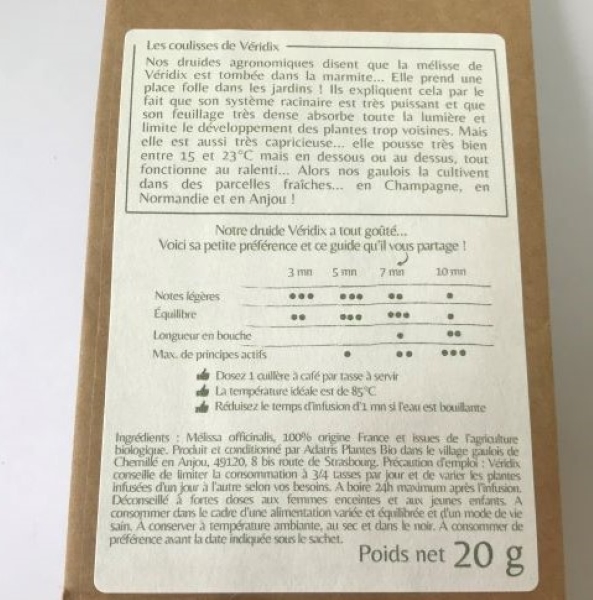 Les coulisses de Véridix
Nos druides agronomiques disent que la mélisse de
Véridix est tombée dans la marmite... Elle prend une
place folle dans les jardins ! Ils expliquent cela par le
fait que son système racinaire est très puissant et que
son feuillage très dense absorbe toute la lumière et
limite le développement des plantes trop voisines. Mais
elle est aussi très capricieuse... elle pousse très bien
entre 15 et 23°C mais en dessous ou au dessus, tout
fonctionne au ralenti... Alors nos gaulois la cultivent
dans des parcelles fraîches... en Champagne, en
Normandie et en Anjou !
Notre druide Véridix a tout goûté...
Voici sa petite préférence et ce guide qu'il vous partage !
3 mn 5 mn 7 mn 10 mn
Notes légères ●●● ●●● ●● ●
Équilibre ●● ●●● ●●● ●
Longueur en bouche ● ●●
Max. de principes actifs ● ●● ●●●
Dosez 1 cuillère à café par tasse à servir
La température idéale est de 85°C
Réduisez le temps d'infusion d'1 mn si l'eau est bouillante
Ingrédients : Mélissa officinalis, 100% origine France et issues de l'agriculture
biologique. Produit et conditionné par Adatris Plantes Bio dans le village gaulois de
Chemillé en Anjou, 49120, 8 bis route de Strasbourg. Précaution d'emploi : Véridix
conseille de limiter la consommation à 3/4 tasses par jour et de varier les plantes
infusées d'un jour à l'autre selon vos besoins. A boire 24h maximum après l'infusion.
Déconseillé à fortes doses aux femmes enceintes et aux jeunes enfants. A
consommer dans le cadre d'une alimentation variée et équilibrée et d'un mode de vie
sain. A conserver à température ambiante, au sec et dans le noir. A consommer de
préférence avant la date indiquée sous le sachet.
Poids net 20 g